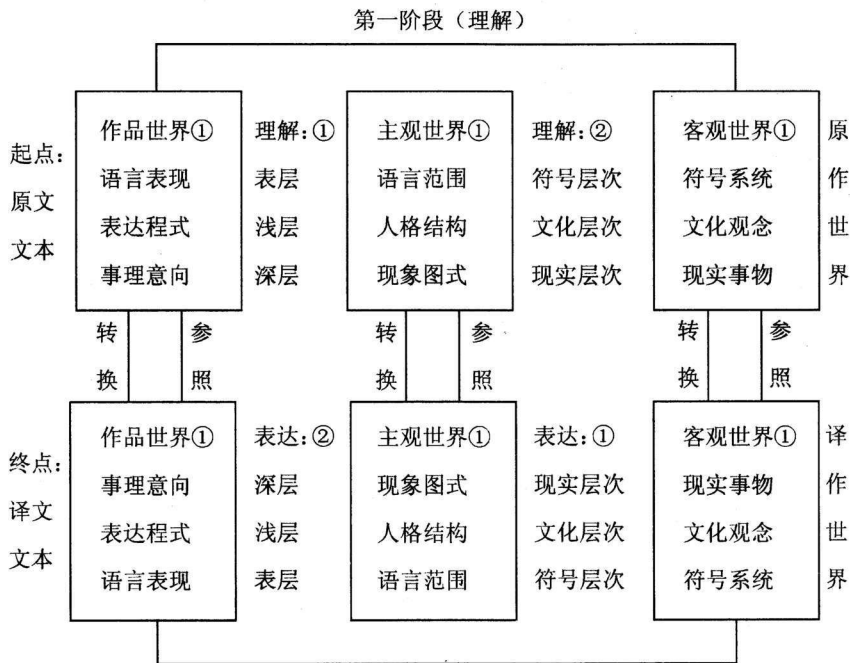 第一阶段（理解）
起点：
原文
文本
作品世界①
语言表现
表达程式
事理意向
理解：①
表层
浅层
深层
主观世界①
语言范围
人格结构
现象图式
理解：②
符号层次
文化层次
现实层次
客观世界①
符号系统
文化观念
现实事物
原
作
世
界
转
换
参
照
转
换
参
照
转
换
参
照
终点：
译文
文本
作品世界①
事理意向
表达程式
语言表现
表达：②
深层
浅层
表层
主观世界①
现象图式
人格结构
语言范围
表达：①
现实层次
文化层次
符号层次
客观世界①
现实事物
文化观念
符号系统
译
作
世
界